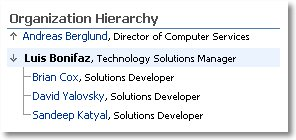 Organization Hierarchy
Andreas Berglund, Director of Computer Services
Luis Bonifaz, Technology Solutions Manager
Brian Cox, Solutions Developer
David Yalovsky, Solutions Developer
Sandeep Katyal, Solutions Developer